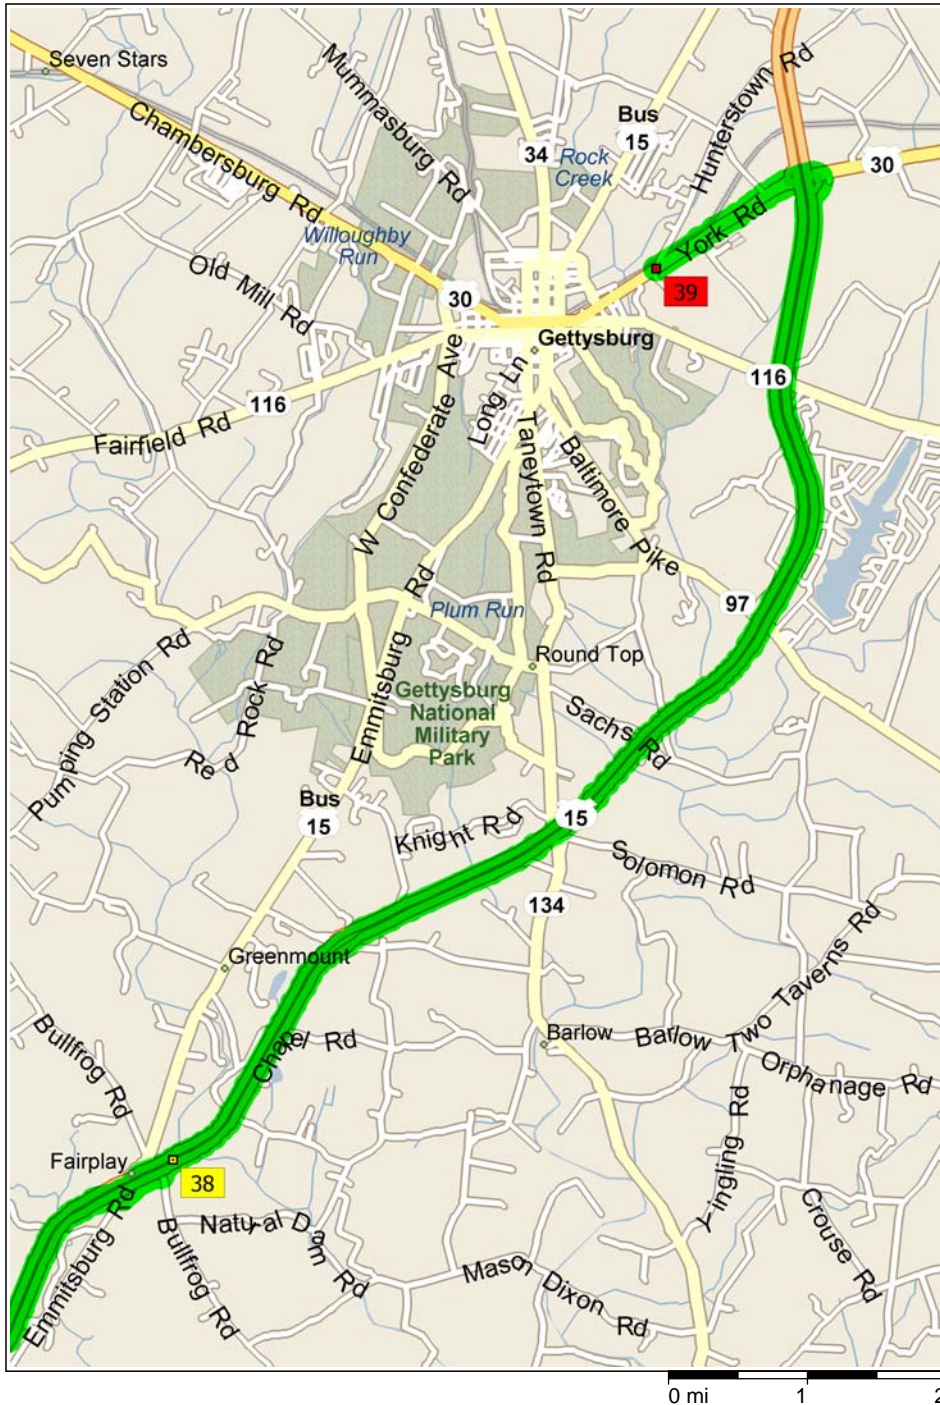 Seven Stars
Mummasburg Rd
Hunterstown Rd
Bus
15
Chambersburg Rd
34
Rock
Creek
30
York Rd
Willoughby
Run
Old Mill Rd
39
30
Gettysburg
116
116
Fairfield Rd
W Confederate Ave
Long Ln
Taneytown Rd
Baltimore Pike
97
Plum Run
Emmitsburg Rd
Round Top
Pumping Station Rd
Red Rock Rd
Gettysburg
National
Military
Park
Sachs Rd
Bus
15
Knight Rd
15
Solomon Rd
134
Greenmount
Two Taverns Rd
Bullfrog Rd
Chapel Rd
Barlow
Barlow
Orphanage Rd
Yingling Rd
Fairplay
38
Emmitsburg Rd
Bullfrog Rd
Natural Dam Rd
Mason Dixon Rd
Crouse Rd
0 mi 1 2